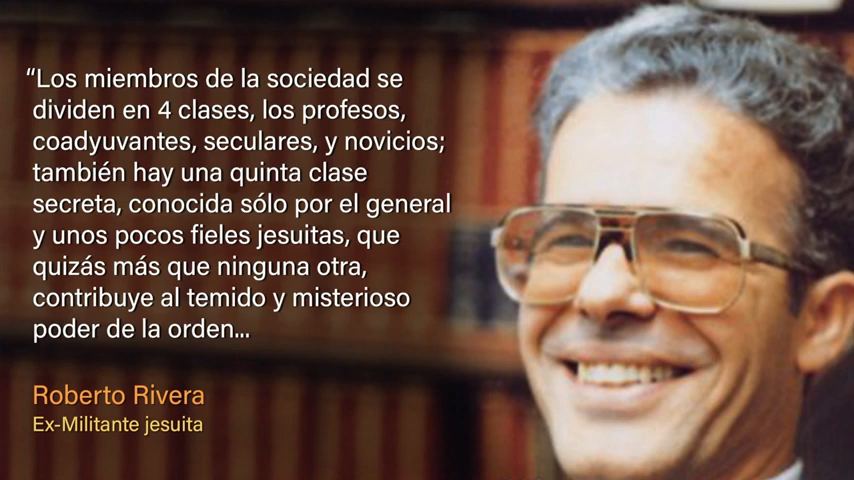 “Los miembros de la sociedad se
dividen en 4 clases, los profesos,
coadyuvantes, seculares, y novicios;
también hay una quinta clase
secreta, conocida sólo por el general
y unos pocos fieles jesuitas, que
quizás más que ninguna otra,
contribuye al temido y misterioso
poder de la orden...
Roberto Rivera
Ex-Militante jesuita